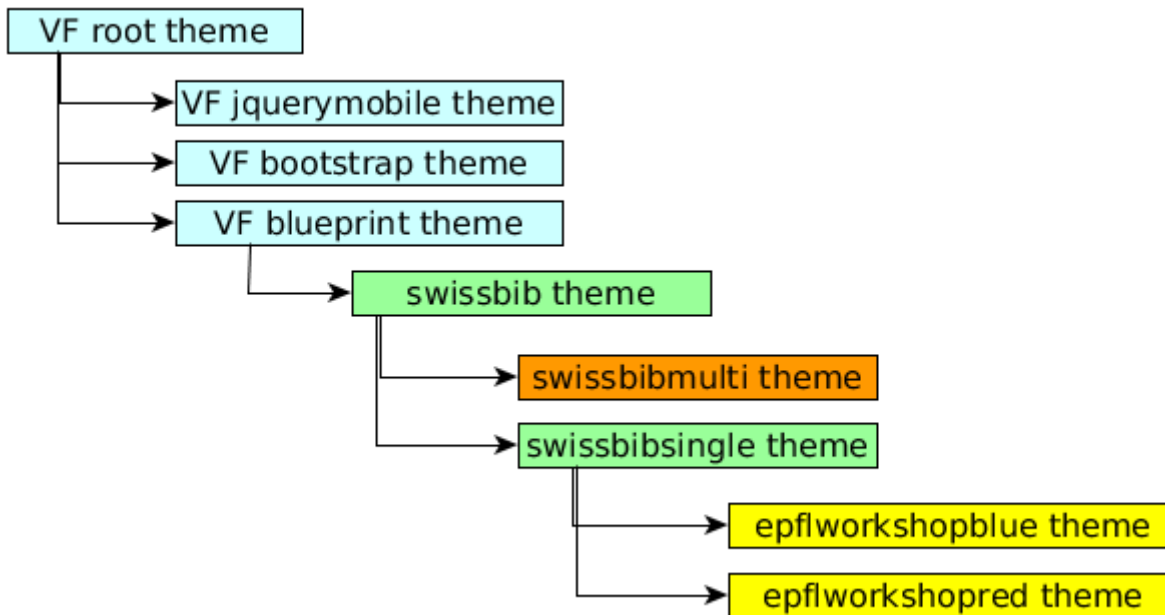 VF root theme
VF jquerymobile theme
VF bootstrap theme
VF blueprint theme
swissbib theme
swissbibmulti theme
swissbibsingle theme
epflworkshopblue theme
epflworkshopred theme